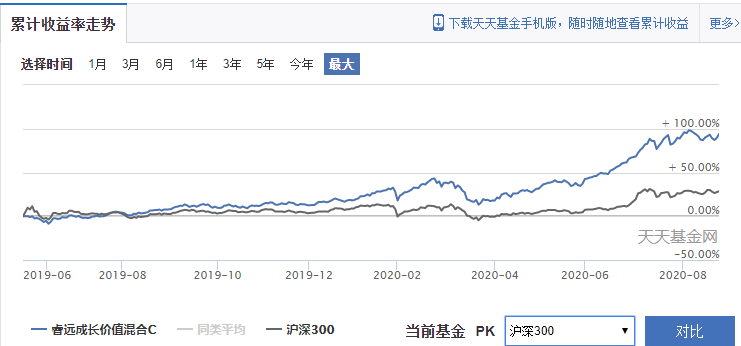 累计收益率走势 下载天天基金手机版，随时随地查看累计收益 更多>
选择时间 1月 3月 6月 1年 3年 5年 今年 最大
+ 100.00%
+ 50.00%
0.00%
天天基金网
-50.00%
2019-06 2019-08 2019-10 2019-12 2020-02 2020-04 2020-06 2020-08
睿远成长价值混合C 同类平均 沪深300 当前基金 PK 沪深300 对比